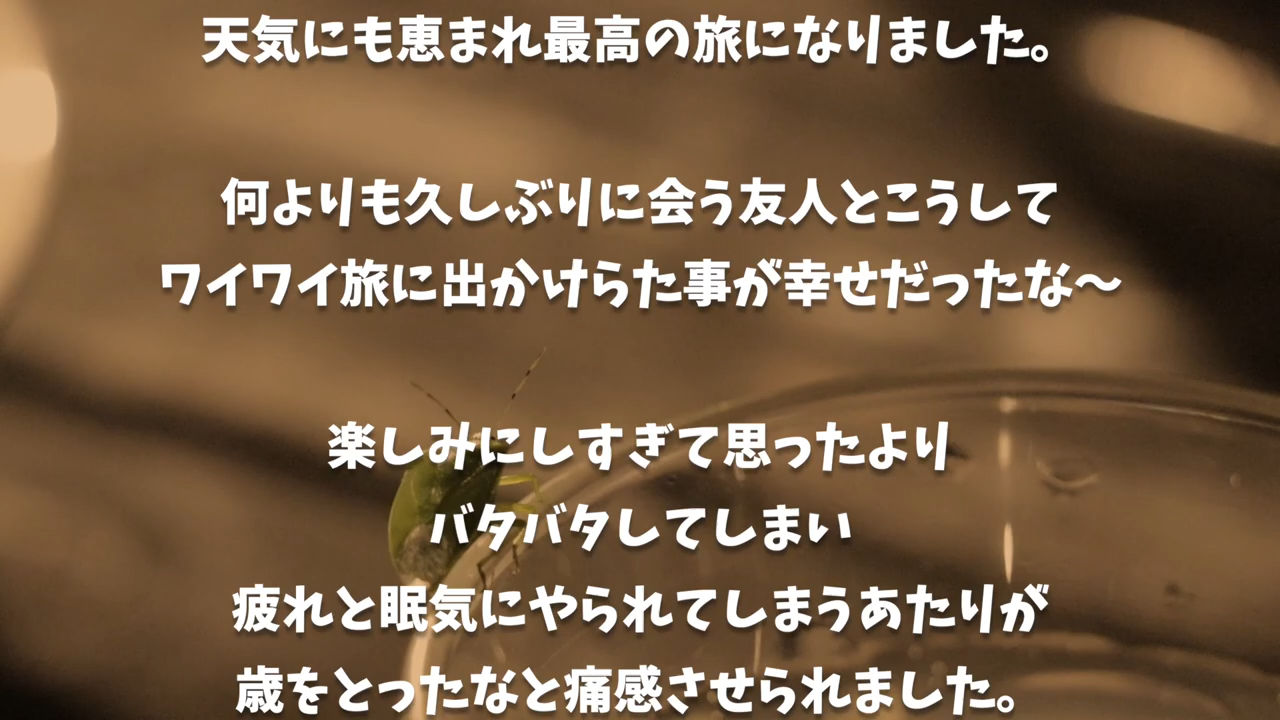 天気にも恵まれ最高の旅になりました。
何よりも久しぶりに会う友人とこうして
ワイワイ旅に出かけらた事が幸せだったな〜
楽しみにしすぎて思ったより
バタバタしてしまい
疲れと眠気にやられてしまうあたりが
歳をとったなと痛感させられました。